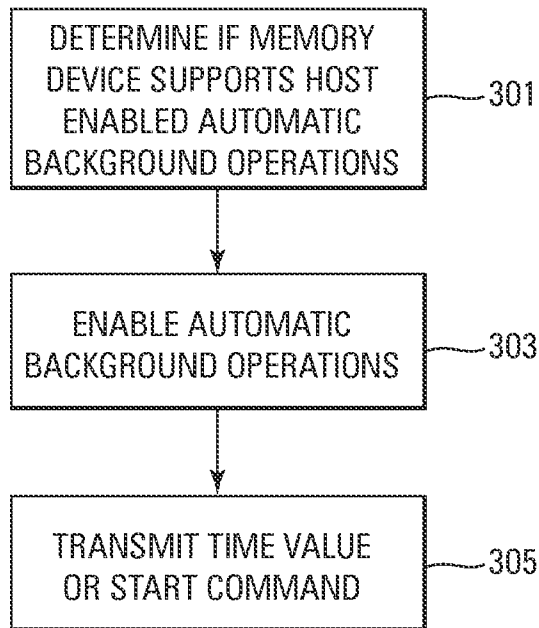 DETERMINE IF MEMORY
DEVICE SUPPORTS HOST
ENABLED AUTOMATIC
BACKGROUND OPERATIONS
301
ENABLE AUTOMATIC
BACKGROUND OPERATIONS
303
TRANSMIT TIME VALUE
OR START COMMAND
305